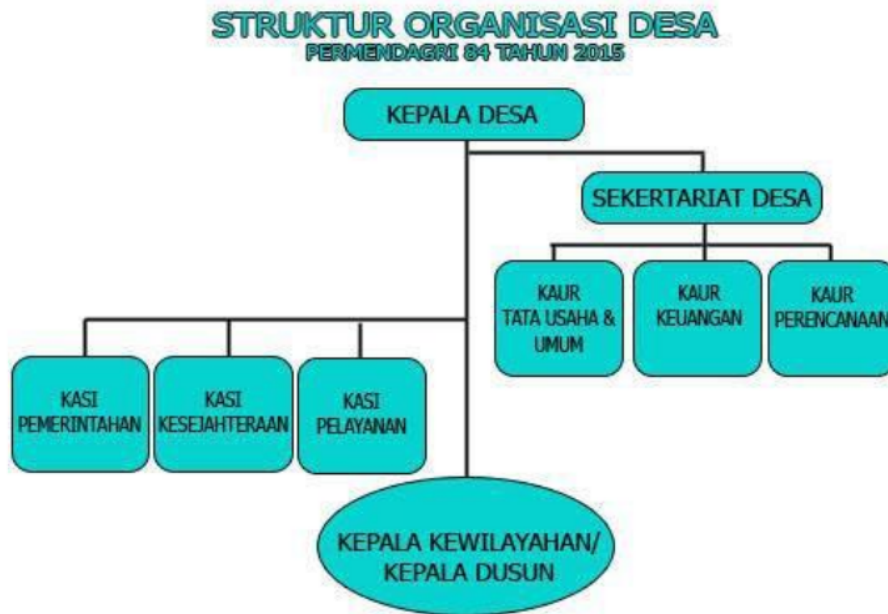 STRUKTUR ORGANISASI DESA
PERMENDAGRI 84 TAHUN 2015
KEPALA DESA
SEKERTARIAT DESA
KAUR
TATA USAHA &
UMUM
KAUR
KEUANGAN
KAUR
PERENCANAAN
KASI
PEMERINTAHAN
KASI
KESEJAHTERAAN
KASI
PELAYANAN
KEPALA KEWILAYAHAN/
KEPALA DUSUN